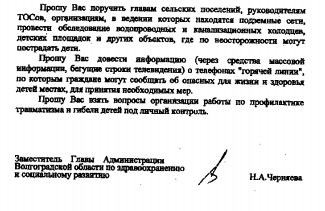 Прошу Вас поручить главам сельских поселений, руководителям
ТОСов, организациям, в ведении которых находятся подземные сети,
провести обследование водопроводных и канализационных колодцев,
детских площадок и других объектов, где по неосторожности могут
пострадать дети.
Прошу Вас довести информацию (через средства массовой
информации, бегущие строки телевидения) о телефонах "горячей линии",
по которым граждане могут сообщать об опасных для жизни и здоровья
детей местах, для принятия необходимых мер.
Прошу Вас взять вопросы организации работы по профилактике
травматизма и гибели детей под личный контроль.
Заместитель Главы Администрации
Волгоградской области по здравоохранению
и социальному развитию
Н.А.Черняева